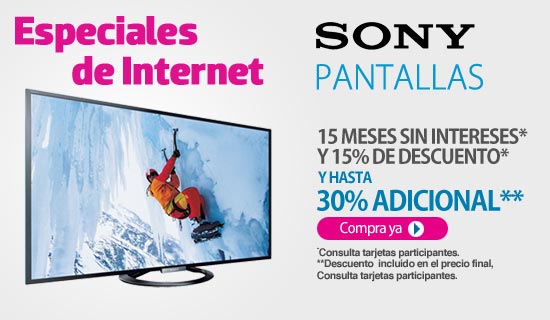 Especiales
de Internet
SONY
PANTALLAS
15 MESES SIN INTERESES*
Y 15% DE DESCUENTO*
Y HASTA
30% ADICIONAL**
Compra ya
*Consulta tarjetas participantes.
**Descuento incluido en el precio final,
Consulta tarjetas participantes.